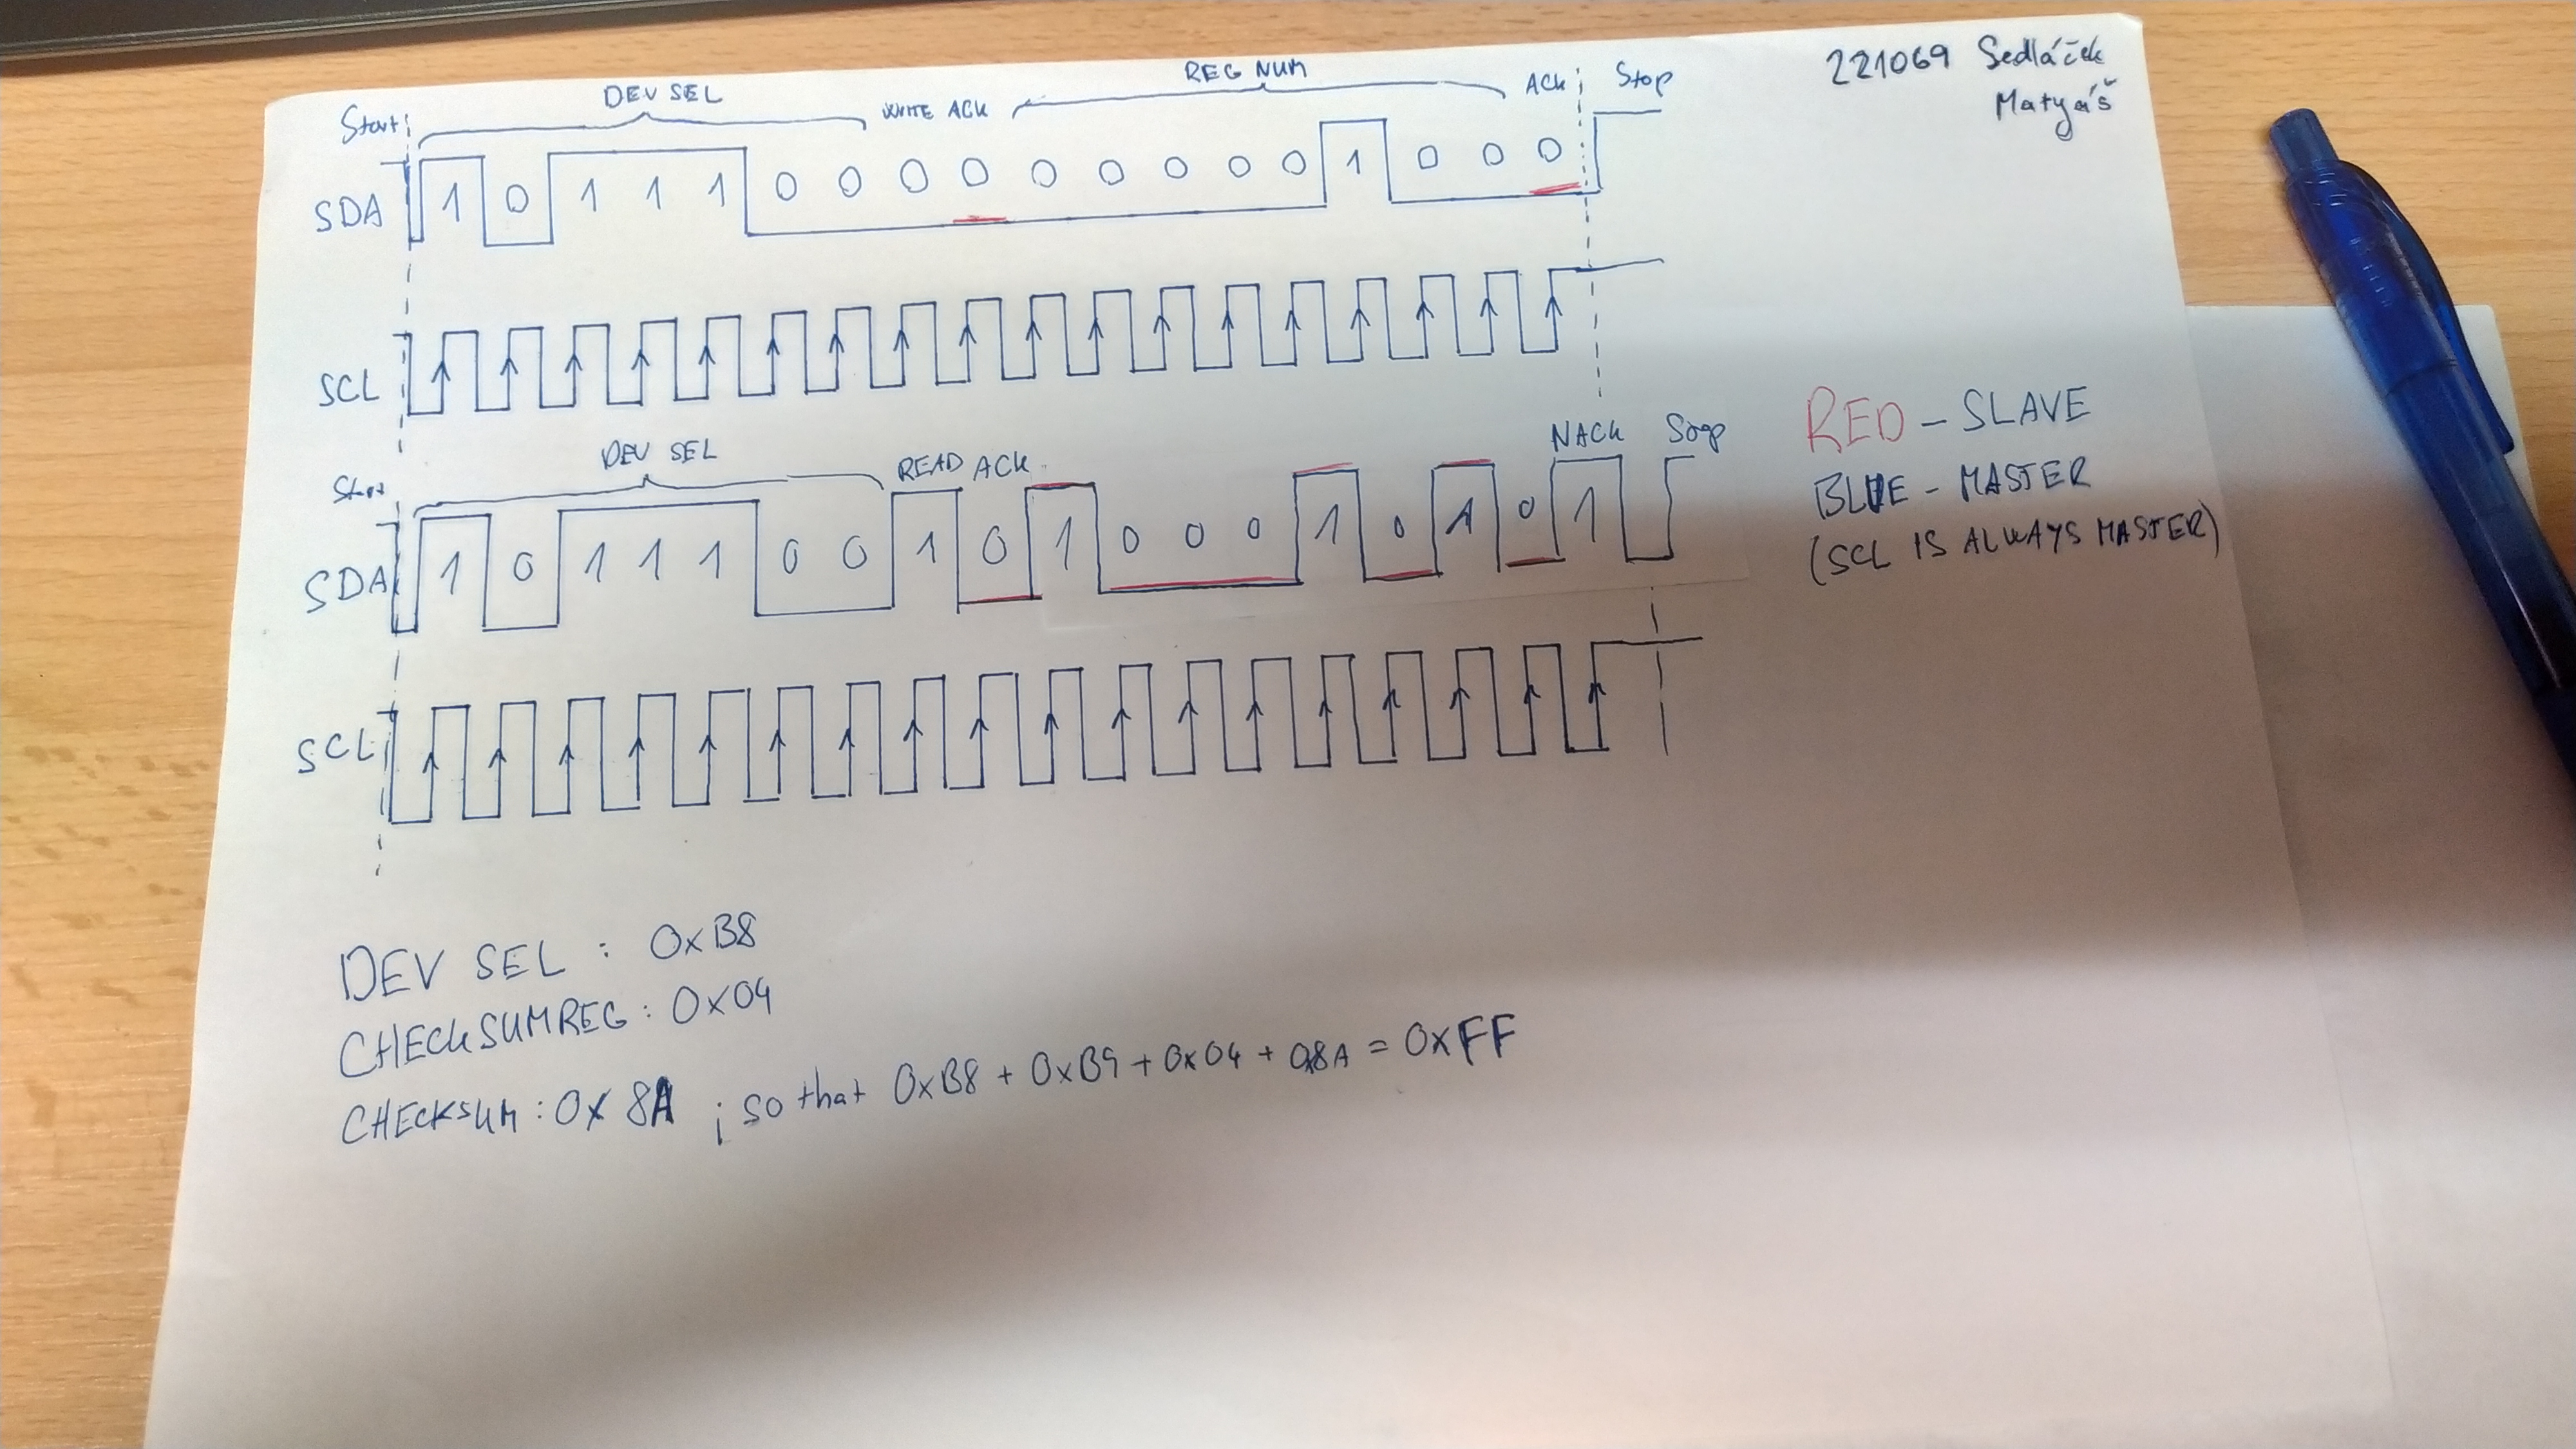 221069 Sedláček
Matyáš
DEV SEL
REG NUM
Start WRITE ACK ACK Stop
SDA 1 0 1 1 1 0 0 0 0 0 0 0 0 0 1 0 0 0
SCL
DEV SEL
Start READ ACK NACK Stop
SDA 1 0 1 1 1 0 0 1 0 1 0 0 0 1 0 1 0 1
SCL
RED - SLAVE
BLUE - MASTER
(SCL IS ALWAYS MASTER)
DEV SEL : 0xB8
CHECKSUMREG : 0x04
CHECKSUM : 0x8A ; so that 0xB8 + 0xB9 + 0x04 + 0x8A = 0xFF